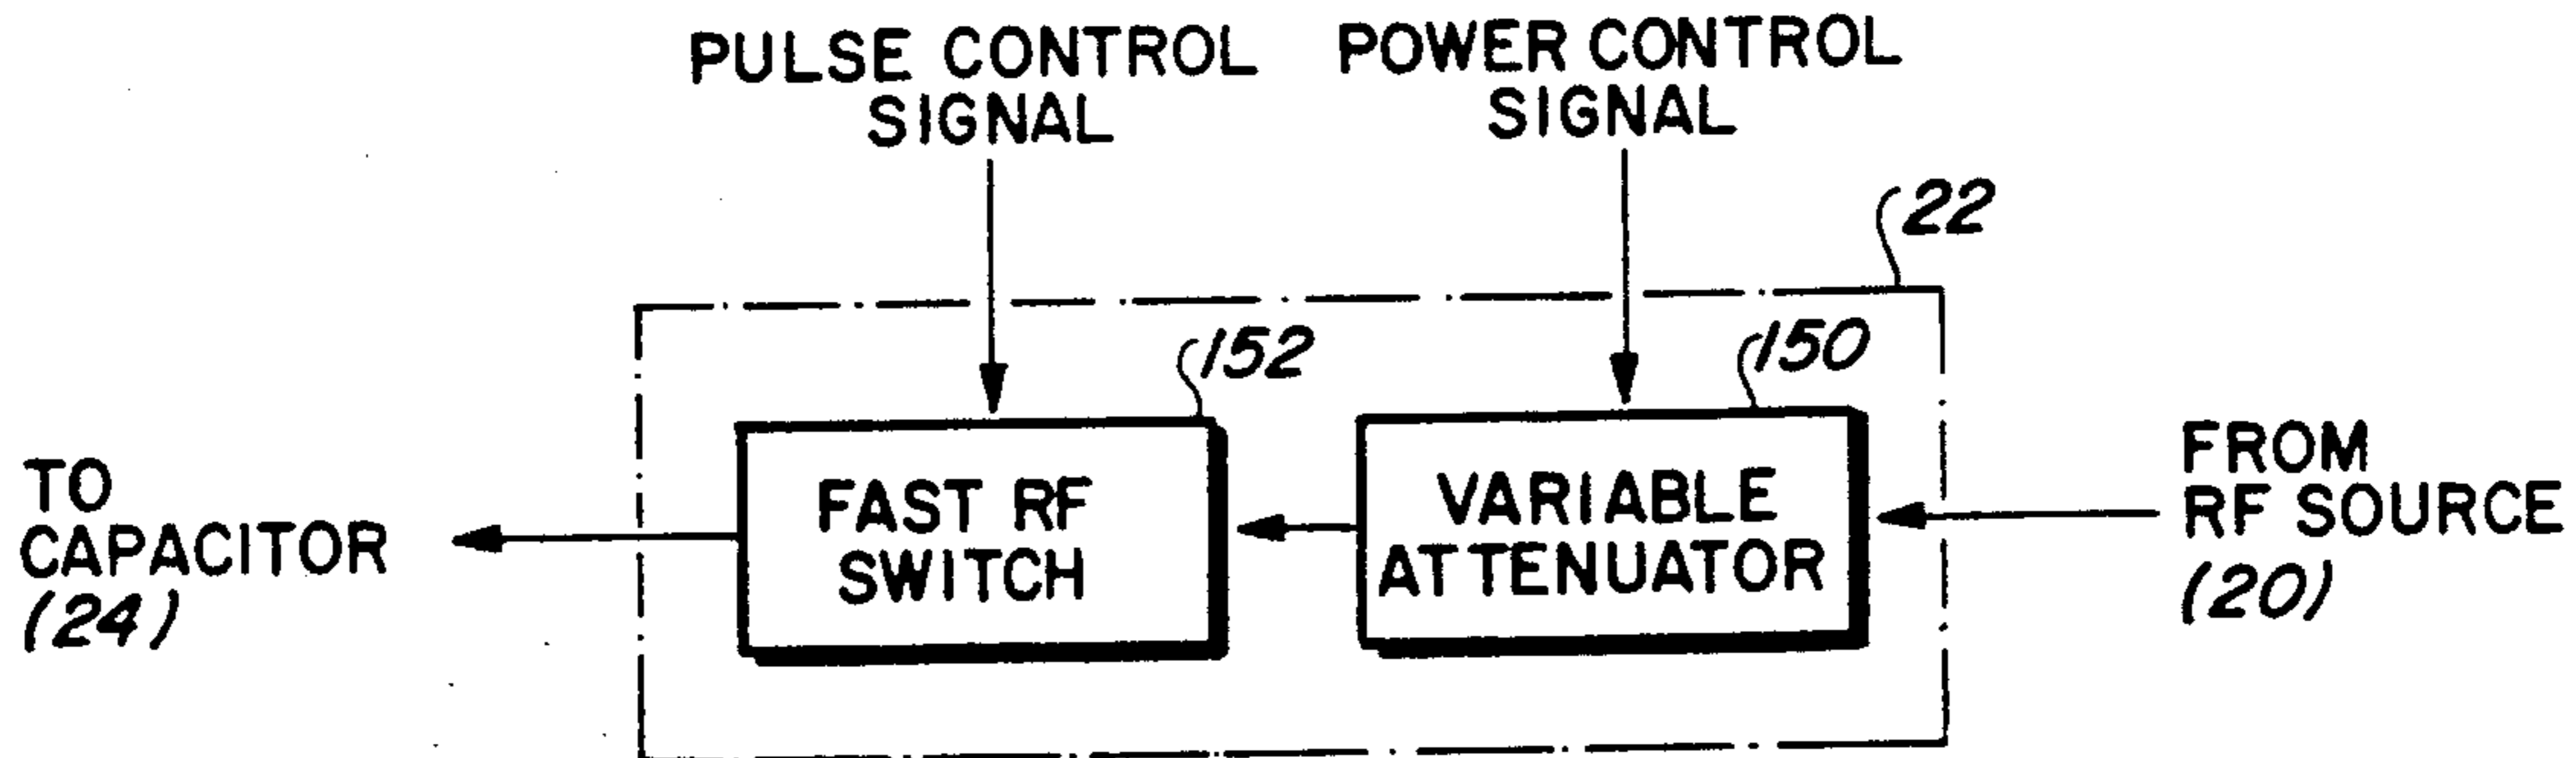 PULSE CONTROL
SIGNAL
POWER CONTROL
SIGNAL
22
152
150
TO
CAPACITOR
(24)
FAST RF
SWITCH
VARIABLE
ATTENUATOR
FROM
RF SOURCE
(20)